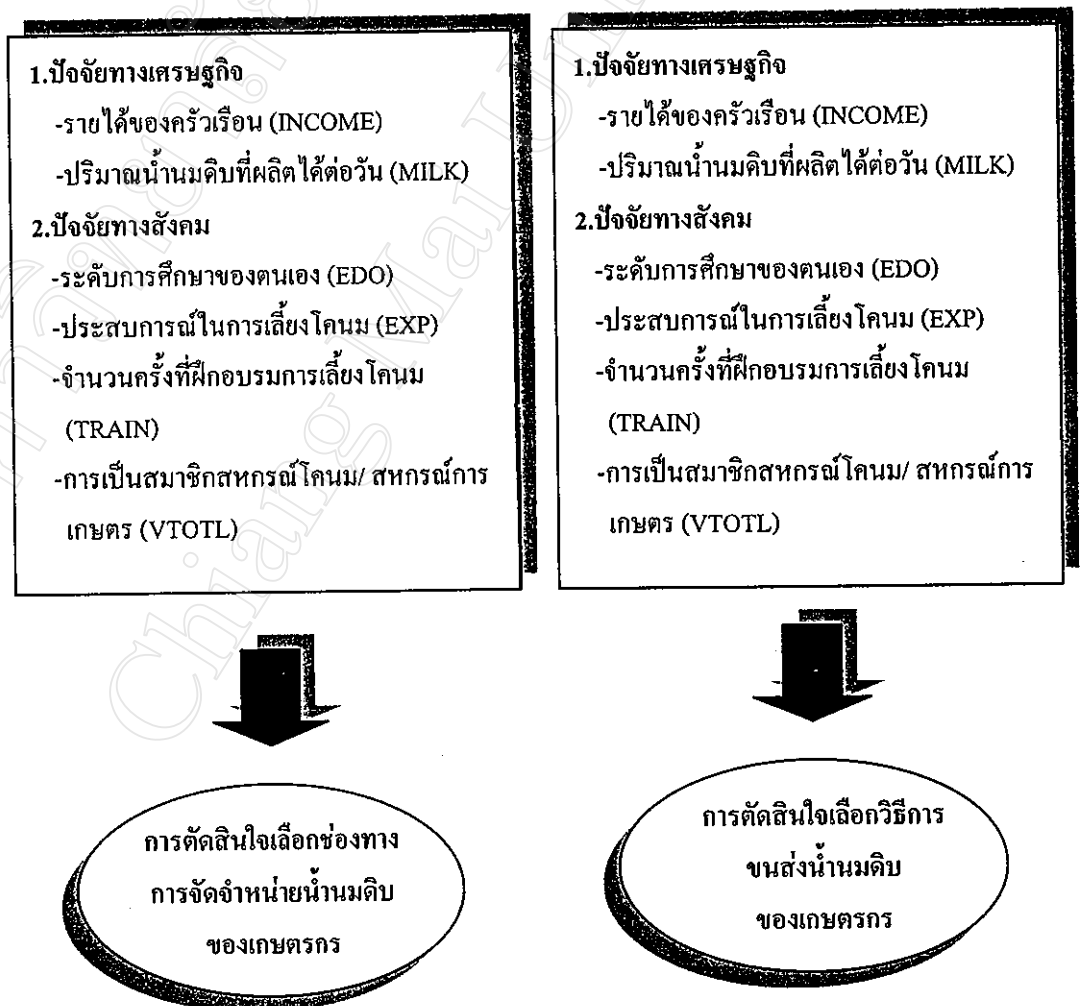 1.ปัจจัยทางเศรษฐกิจ
-รายได้ของครัวเรือน (INCOME)
-ปริมาณน้ำนมดิบที่ผลิตได้ต่อวัน (MILK)
2.ปัจจัยทางสังคม
-ระดับการศึกษาของตนเอง (EDO)
-ประสบการณ์ในการเลี้ยงโคนม (EXP)
-จำนวนครั้งที่ฝึกอบรมการเลี้ยงโคนม
(TRAIN)
-การเป็นสมาชิกสหกรณ์โคนม/ สหกรณ์การ
เกษตร (VTOTL)
การตัดสินใจเลือกช่องทาง
การจัดจำหน่ายน้ำนมดิบ
ของเกษตรกร
1.ปัจจัยทางเศรษฐกิจ
-รายได้ของครัวเรือน (INCOME)
-ปริมาณน้ำนมดิบที่ผลิตได้ต่อวัน (MILK)
2.ปัจจัยทางสังคม
-ระดับการศึกษาของตนเอง (EDO)
-ประสบการณ์ในการเลี้ยงโคนม (EXP)
-จำนวนครั้งที่ฝึกอบรมการเลี้ยงโคนม
(TRAIN)
-การเป็นสมาชิกสหกรณ์โคนม/ สหกรณ์การ
เกษตร (VTOTL)
การตัดสินใจเลือกวิธีการ
ขนส่งน้ำนมดิบ
ของเกษตรกร
Chiang Mai